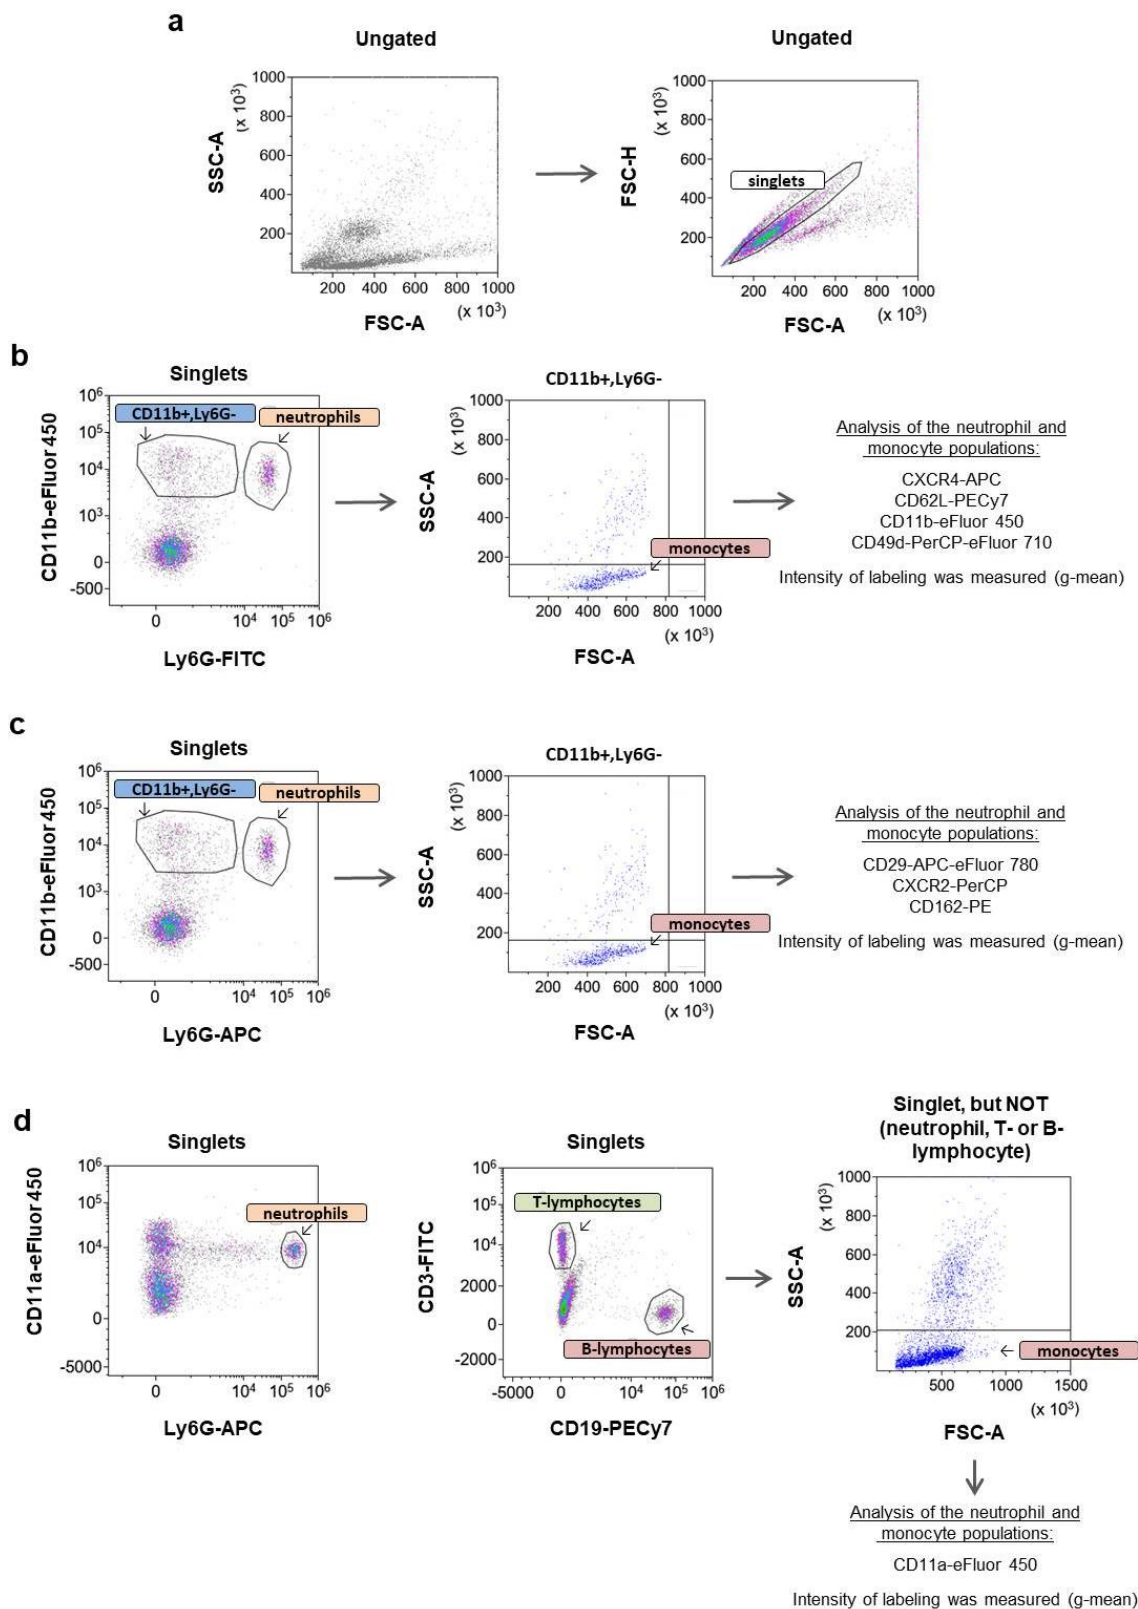 a
Ungated
Ungated
1000
800
600
400
200
(x 10³)
SSC-A
200 400 600 800 1000
(x 10³)
FSC-A
1000
800
600
400
200
(x 10³)
FSC-H
singlets
200 400 600 800 1000
(x 10³)
FSC-A
b
Singlets
CD11b-eFluor 450
10⁶
10⁵
10⁴
10³
0
-500
CD11b+,Ly6G-
neutrophils
0 10⁴ 10⁵ 10⁶
Ly6G-FITC
CD11b+,Ly6G-
1000
800
600
400
200
(x 10³)
SSC-A
monocytes
200 400 600 800 1000
(x 10³)
FSC-A
Analysis of the neutrophil and
monocyte populations:
CXCR4-APC
CD62L-PECy7
CD11b-eFluor 450
CD49d-PerCP-eFluor 710
Intensity of labeling was measured (g-mean)
c
Singlets
CD11b-eFluor 450
10⁶
10⁵
10⁴
10³
0
-500
CD11b+,Ly6G-
neutrophils
0 10⁴ 10⁵ 10⁶
Ly6G-APC
CD11b+,Ly6G-
1000
800
600
400
200
(x 10³)
SSC-A
monocytes
200 400 600 800 1000
(x 10³)
FSC-A
Analysis of the neutrophil and
monocyte populations:
CD29-APC-eFluor 780
CXCR2-PerCP
CD162-PE
Intensity of labeling was measured (g-mean)
d
Singlets
CD11a-eFluor 450
10⁶
10⁵
10⁴
0
-5000
neutrophils
0 10⁴ 10⁵ 10⁶
Ly6G-APC
Singlets
CD3-FITC
10⁶
10⁵
10⁴
2000
0
-2000
T-lymphocytes
B-lymphocytes
-5000 0 10⁴ 10⁵ 10⁶
CD19-PECy7
Singlet, but NOT
(neutrophil, T- or B-
lymphocyte)
1000
800
600
400
200
(x 10³)
SSC-A
monocytes
500 1000 1500
(x 10³)
FSC-A
Analysis of the neutrophil and
monocyte populations:
CD11a-eFluor 450
Intensity of labeling was measured (g-mean)